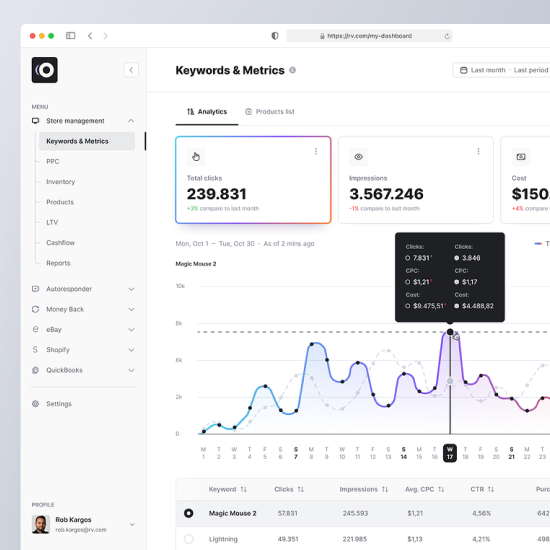 https://rv.com/my-dashboard
Keywords & Metrics
Last month · Last period
MENU
Store management
Keywords & Metrics
PPC
Inventory
Products
LTV
Cashflow
Reports
Autoresponder
Money Back
eBay
Shopify
QuickBooks
Settings
PROFILE
Rob Kargos
rob.kargos@rv.com
Analytics
Products list
Total clicks
239.831
+3% compare to last month
Impressions
3.567.246
-1% compare to last month
Cost
$150.
+4% compare to last m
Mon, Oct 1 – Tue, Oct 30 · As of 2 mins ago
T
Magic Mouse 2
Clicks: Clicks:
7.831 3.846
CPC: CPC:
$1,21 $1,17
Cost: Cost:
$9.475,51 $4.488,82
10k
8k
6k
2k
0
M T W T F S S M T W T F S S M T W T F S S M T
1 2 3 4 5 6 7 8 9 10 11 12 13 14 15 16 17 18 19 20 21 22 23
Keyword Clicks Impressions Avg. CPC CTR Purc
Magic Mouse 2 57.831 245.593 $1,21 4,56% 642
Lightning 49.351 221.985 $1,13 4,21% 498